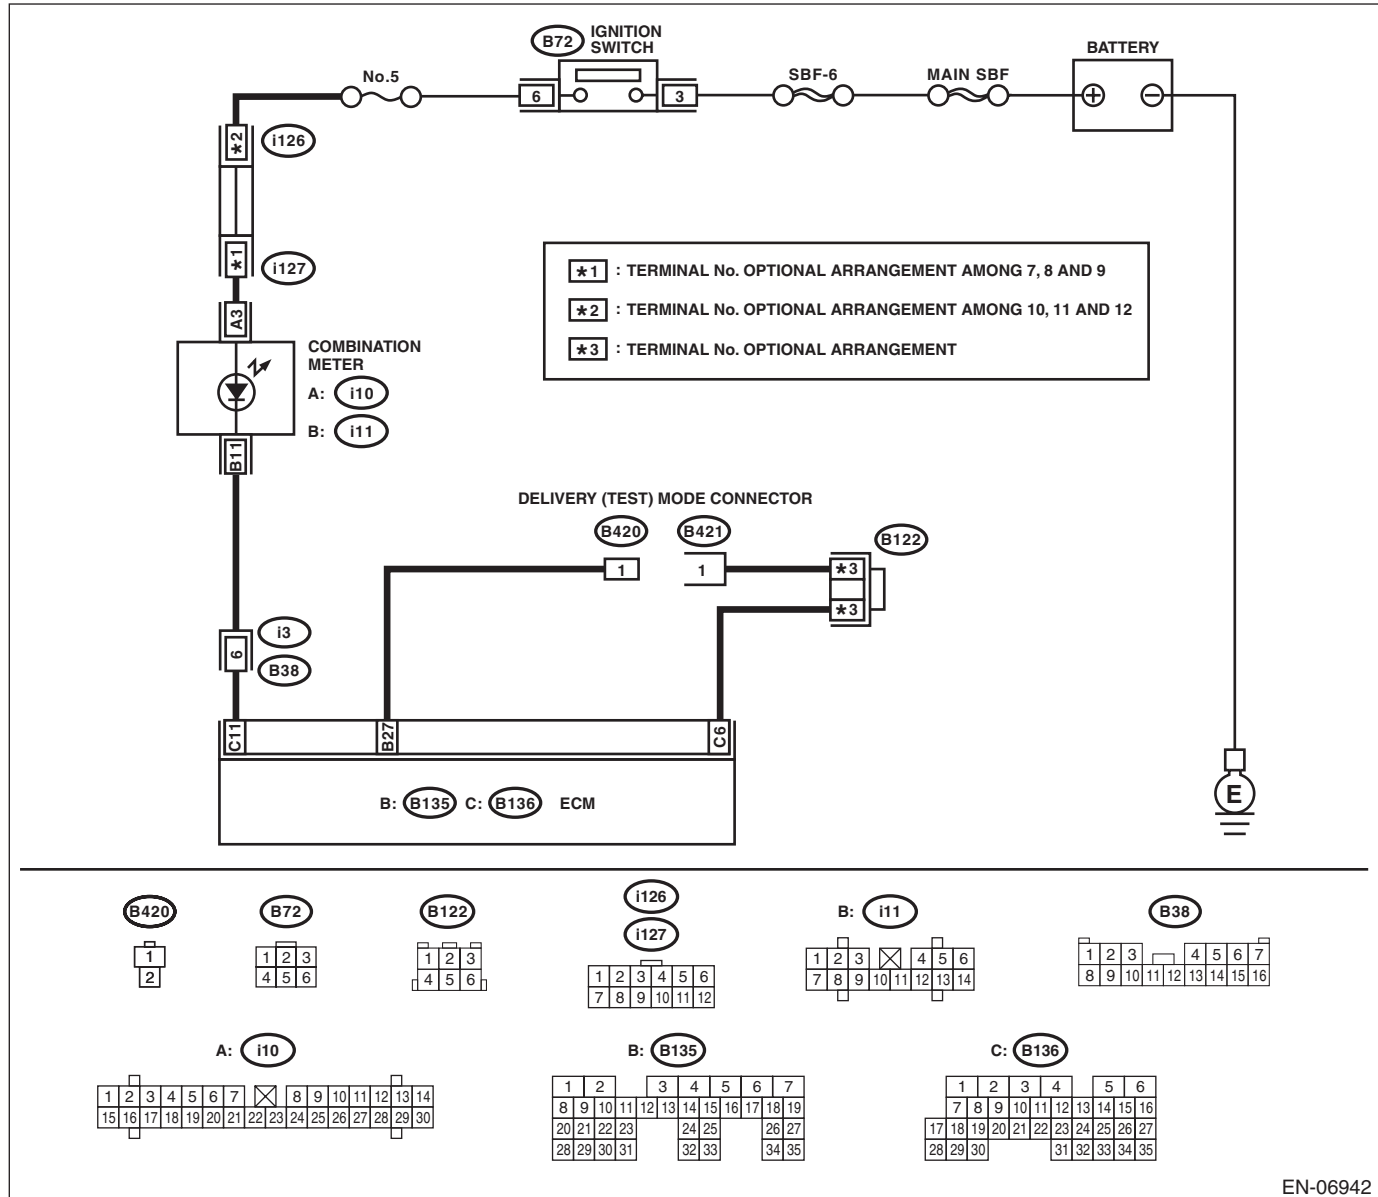 B72 IGNITION
SWITCH
BATTERY
No.5
SBF-6
MAIN SBF
6
3
*2
i126
*1
i127
*1 : TERMINAL No. OPTIONAL ARRANGEMENT AMONG 7, 8 AND 9
*2 : TERMINAL No. OPTIONAL ARRANGEMENT AMONG 10, 11 AND 12
*3 : TERMINAL No. OPTIONAL ARRANGEMENT
A3
COMBINATION
METER
A: i10
B: i11
B11
DELIVERY (TEST) MODE CONNECTOR
B420
B421
B122
1
1
*3
*3
i3
6
B38
C11
B27
C6
B: B135 C: B136 ECM
E
B420
1
2
B72
1 2 3
4 5 6
B122
1 2 3
4 5 6
i126
i127
1 2 3 4 5 6
7 8 9 10 11 12
B: i11
1 2 3 4 5 6
7 8 9 10 11 12 13 14
B38
1 2 3 4 5 6 7
8 9 10 11 12 13 14 15 16
A: i10
1 2 3 4 5 6 7 8 9 10 11 12 13 14
15 16 17 18 19 20 21 22 23 24 25 26 27 28 29 30
B: B135
1 2 3 4 5 6 7
8 9 10 11 12 13 14 15 16 17 18 19
20 21 22 23 24 25 26 27
28 29 30 31 32 33 34 35
C: B136
1 2 3 4 5 6
7 8 9 10 11 12 13 14 15 16
17 18 19 20 21 22 23 24 25 26 27
28 29 30 31 32 33 34 35
EN-06942